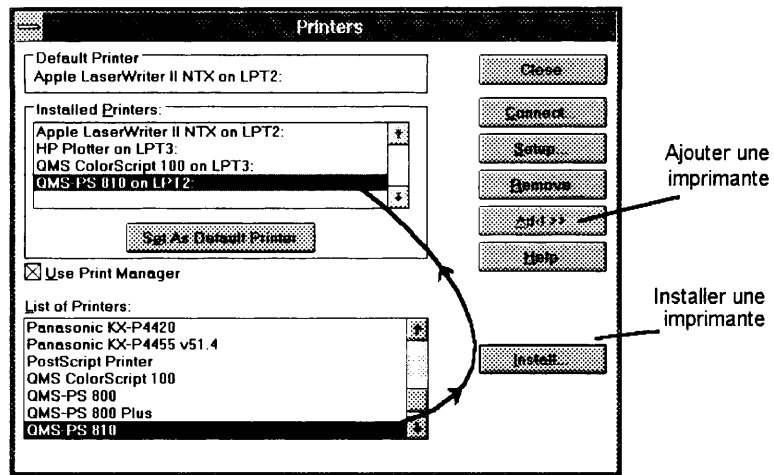 Printers
Default Printer
Apple LaserWriter II NTX on LPT2:
Installed Printers:
Apple LaserWriter II NTX on LPT2:
HP Plotter on LPT3:
QMS ColorScript 100 on LPT3:
QMS-PS 810 on LPT2:
Set As Default Printer
Use Print Manager
List of Printers:
Panasonic KX-P4420
Panasonic KX-P4455 v51.4
PostScript Printer
QMS ColorScript 100
QMS-PS 800
QMS-PS 800 Plus
QMS-PS 810
Close
Connect...
Setup...
Remove
Add >>
Help
Install...
Ajouter une
imprimante
Installer une
imprimante